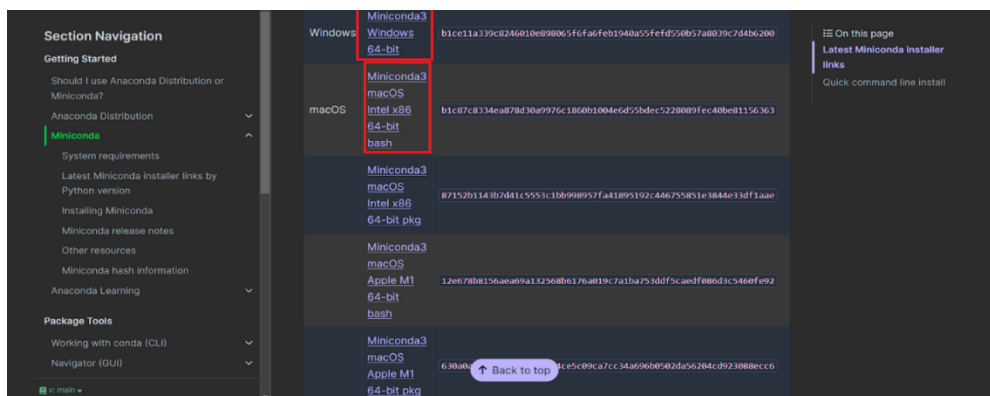 Section Navigation
Getting Started
Should I use Anaconda Distribution or
Miniconda?
Anaconda Distribution
Miniconda
System requirements
Latest Miniconda installer links by
Python version
Installing Miniconda
Miniconda release notes
Other resources
Miniconda hash information
Anaconda Learning
Package Tools
Working with conda (CLI)
Navigator (GUI)
v: main
Windows
Miniconda3
Windows
64-bit
b1ce11a339c8246010e898065f6fa6feb1940a55fefd550b57a8039c7d4b6200
macOS
Miniconda3
macOS
Intel x86
64-bit
bash
b1c87c8334ea878d30a9976c1860b1004e6d55bdec5228089fec40be81156363
Miniconda3
macOS
Intel x86
64-bit pkg
87152b1143b7d41c5553c1bb998957fa41895192c446755851e3844e33df1aae
Miniconda3
macOS
Apple M1
64-bit
bash
12e678b8156aea69a132568b6176a019c7a1ba753ddf5caedf086d3c5460fe92
Miniconda3
macOS
Apple M1
64-bit pkg
Back to top
On this page
Latest Miniconda installer
links
Quick command line install